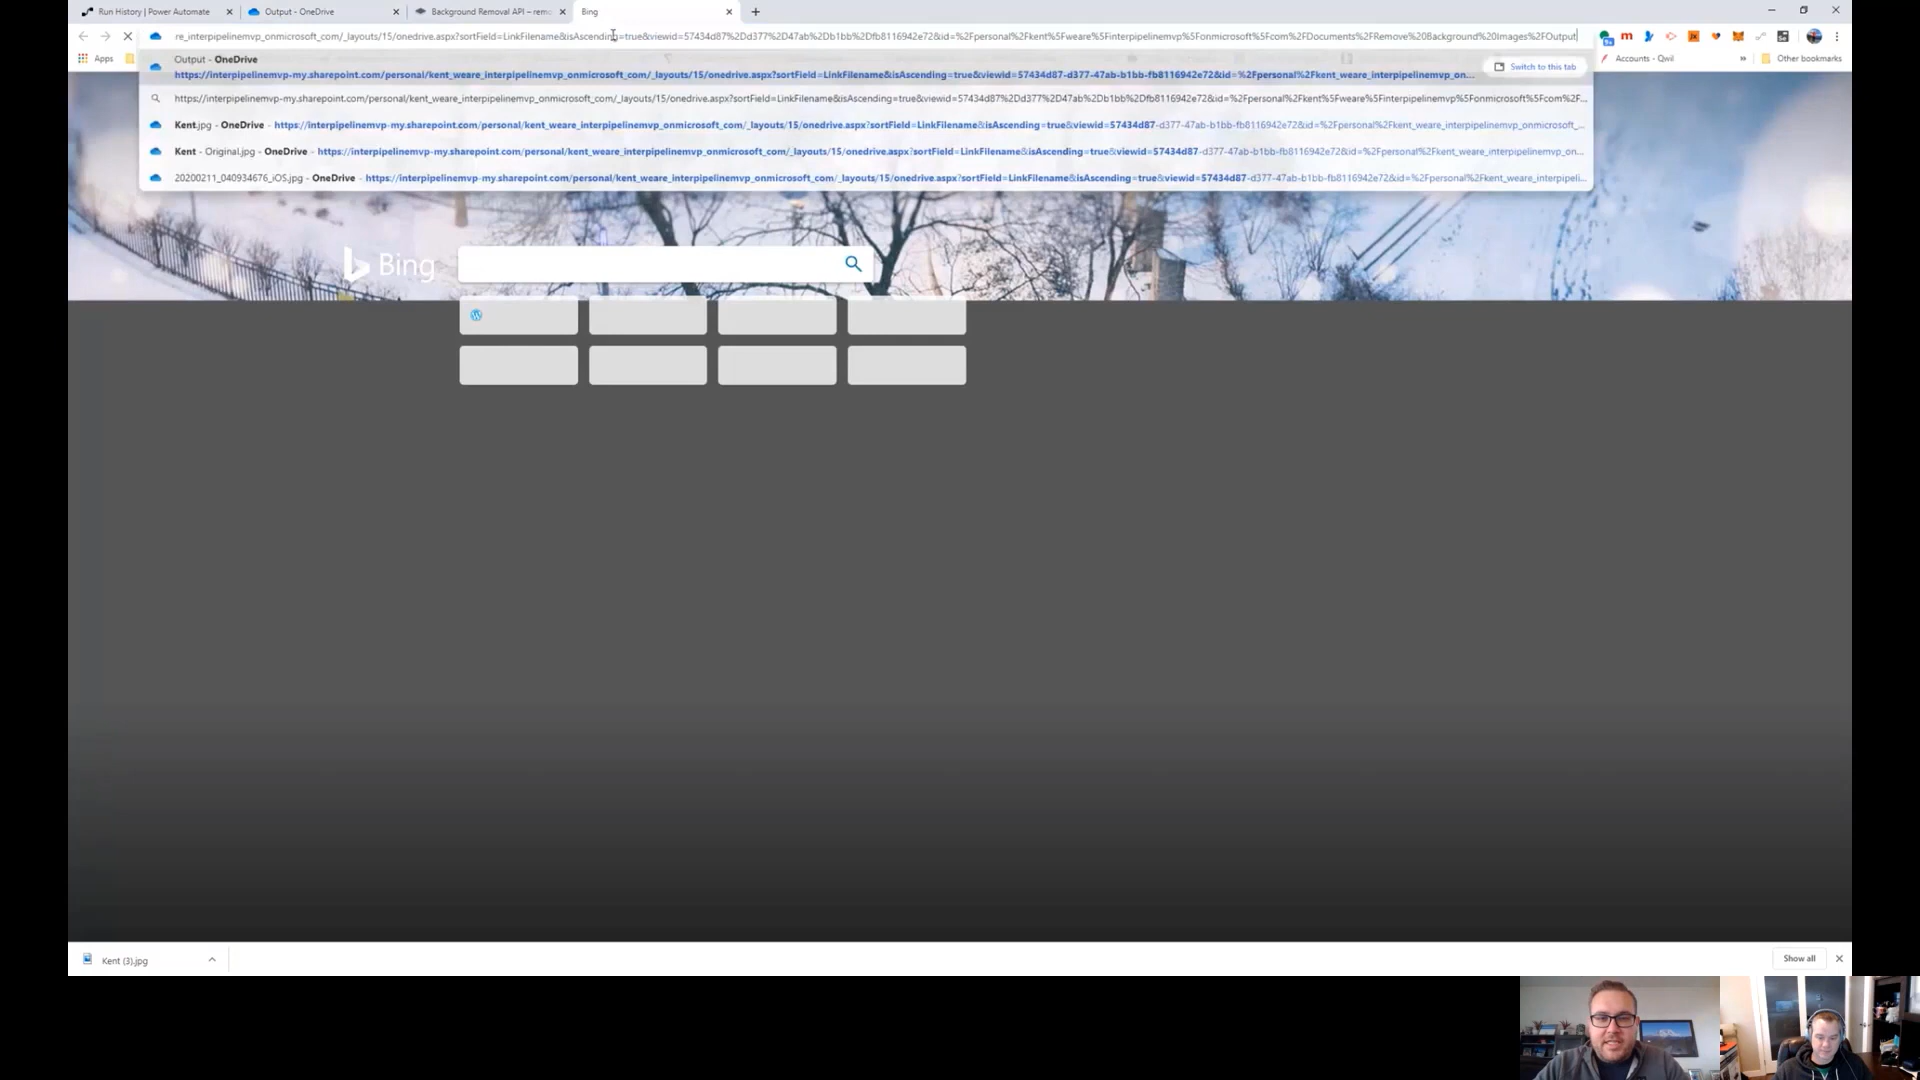 Run History | Power Automate
Output - OneDrive
Background Removal API – remo
Bing
re_interpipelinemvp_onmicrosoft_com/_layouts/15/onedrive.aspx?sortField=LinkFilename&isAscending=true&viewid=57434d87%2Dd377%2D47ab%2Db1bb%2Dfb8116942e72&id=%2Fpersonal%2Fkent%5Fweare%5Finterpipelinemvp%5Fonmicrosoft%5Fcom%2FDocuments%2FRemove%20Background%20Images%2FOutput
Apps
Accounts - Qwil
»
Other bookmarks
Output - OneDrive
https://interpipelinemvp-my.sharepoint.com/personal/kent_weare_interpipelinemvp_onmicrosoft_com/_layouts/15/onedrive.aspx?sortField=LinkFilename&isAscending=true&viewid=57434d87-d377-47ab-b1bb-fb8116942e72&id=%2Fpersonal%2Fkent_weare_interpipelinemvp_on...
Switch to this tab
https://interpipelinemvp-my.sharepoint.com/personal/kent_weare_interpipelinemvp_onmicrosoft_com/_layouts/15/onedrive.aspx?sortField=LinkFilename&isAscending=true&viewid=57434d87%2Dd377%2D47ab%2Db1bb%2Dfb8116942e72&id=%2Fpersonal%2Fkent%5Fweare%5Finterpipelinemvp%5Fonmicrosoft%5Fcom%2F...
Kent.jpg - OneDrive - https://interpipelinemvp-my.sharepoint.com/personal/kent_weare_interpipelinemvp_onmicrosoft_com/_layouts/15/onedrive.aspx?sortField=LinkFilename&isAscending=true&viewid=57434d87-d377-47ab-b1bb-fb8116942e72&id=%2Fpersonal%2Fkent_weare_interpipelinemvp_onmicrosoft_...
Kent - Original.jpg - OneDrive - https://interpipelinemvp-my.sharepoint.com/personal/kent_weare_interpipelinemvp_onmicrosoft_com/_layouts/15/onedrive.aspx?sortField=LinkFilename&isAscending=true&viewid=57434d87-d377-47ab-b1bb-fb8116942e72&id=%2Fpersonal%2Fkent_weare_interpipelinemvp_on...
20200211_040934676_iOS.jpg - OneDrive - https://interpipelinemvp-my.sharepoint.com/personal/kent_weare_interpipelinemvp_onmicrosoft_com/_layouts/15/onedrive.aspx?sortField=LinkFilename&isAscending=true&viewid=57434d87-d377-47ab-b1bb-fb8116942e72&id=%2Fpersonal%2Fkent_weare_interpipeli...
Bing
Kent (3).jpg
Show all